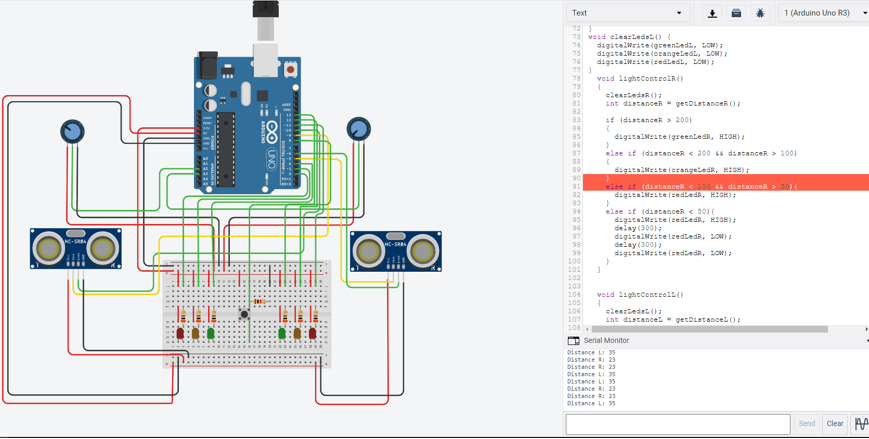 Text
1 (Arduino Uno R3)
72 }
73 void clearLedsL() {
74 digitalWrite(greenLedL, LOW);
75 digitalWrite(orangeLedL, LOW);
76 digitalWrite(redLedL, LOW);
77 }
78 void lightControlR()
79 {
80 clearLedsR();
81 int distanceR = getDistanceR();
82
83 if (distanceR > 200)
84 {
85 digitalWrite(greenLedR, HIGH);
86 }
87 else if (distanceR < 200 && distanceR > 100)
88 {
89 digitalWrite(orangeLedR, HIGH);
90 }
91 else if (distanceR < 100 && distanceR > 50){
92 digitalWrite(redLedR, HIGH);
93 }
94 else if (distanceR < 50){
95 digitalWrite(redLedR, HIGH);
96 delay(300);
97 digitalWrite(redLedR, LOW);
98 delay(300);
99 digitalWrite(redLedR, LOW);
100 }
101 }
102
103
104 void lightControlL()
105 {
106 clearLedsL();
107 int distanceL = getDistanceL();
108
Serial Monitor
Distance L: 35
Distance R: 23
Distance R: 23
Distance L: 35
Distance L: 35
Distance R: 23
Distance R: 23
Distance L: 35
Send
Clear
ARDUINO
UNO
HC-SR04
HC-SR04